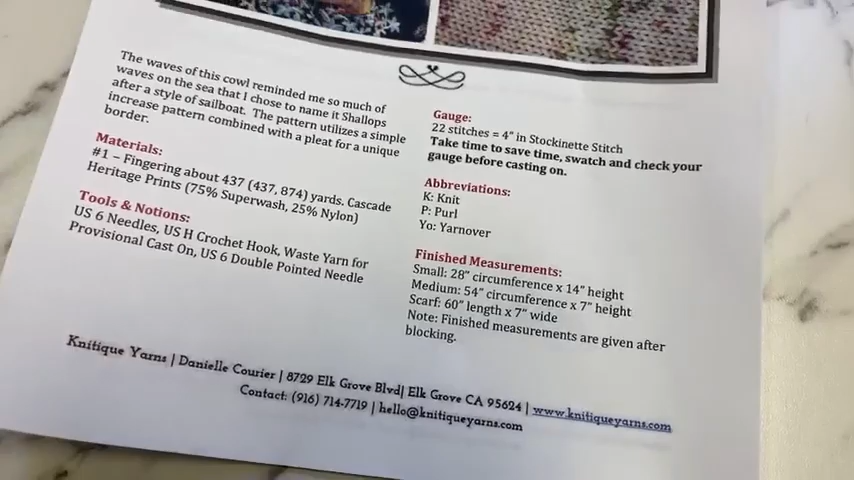 The waves of this cowl reminded me so much of
waves on the sea that I chose to name it Shallops
after a style of sailboat. The pattern utilizes a simple
increase pattern combined with a pleat for a unique
border.
Materials:
#1 – Fingering about 437 (437, 874) yards. Cascade
Heritage Prints (75% Superwash, 25% Nylon)
Tools & Notions:
US 6 Needles, US H Crochet Hook, Waste Yarn for
Provisional Cast On, US 6 Double Pointed Needle
Gauge:
22 stitches = 4" in Stockinette Stitch
Take time to save time, swatch and check your
gauge before casting on.
Abbreviations:
K: Knit
P: Purl
Yo: Yarnover
Finished Measurements:
Small: 28" circumference x 14" height
Medium: 54" circumference x 7" height
Scarf: 60" length x 7" wide
Note: Finished measurements are given after
blocking.
Knitique Yarns | Danielle Courier | 8729 Elk Grove Blvd| Elk Grove CA 95624 | www.knitiqueyarns.com
Contact: (916) 714-7719 | hello@knitiqueyarns.com